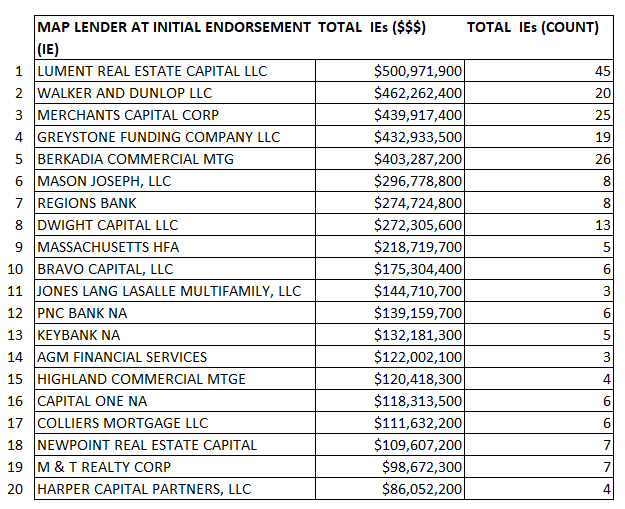 MAP LENDER AT INITIAL ENDORSEMENT (IE) TOTAL IEs ($$$) TOTAL IEs (COUNT)
1 LUMENT REAL ESTATE CAPITAL LLC $500,971,900 45
2 WALKER AND DUNLOP LLC $462,262,400 20
3 MERCHANTS CAPITAL CORP $439,917,400 25
4 GREYSTONE FUNDING COMPANY LLC $432,933,500 19
5 BERKADIA COMMERCIAL MTG $403,287,200 26
6 MASON JOSEPH, LLC $296,778,800 8
7 REGIONS BANK $274,724,800 8
8 DWIGHT CAPITAL LLC $272,305,600 13
9 MASSACHUSETTS HFA $218,719,700 5
10 BRAVO CAPITAL, LLC $175,304,400 6
11 JONES LANG LASALLE MULTIFAMILY, LLC $144,710,700 3
12 PNC BANK NA $139,159,700 6
13 KEYBANK NA $132,181,300 5
14 AGM FINANCIAL SERVICES $122,002,100 3
15 HIGHLAND COMMERCIAL MTGE $120,418,300 4
16 CAPITAL ONE NA $118,313,500 6
17 COLLIERS MORTGAGE LLC $111,632,200 6
18 NEWPOINT REAL ESTATE CAPITAL $109,607,200 7
19 M & T REALTY CORP $98,672,300 7
20 HARPER CAPITAL PARTNERS, LLC $86,052,200 4